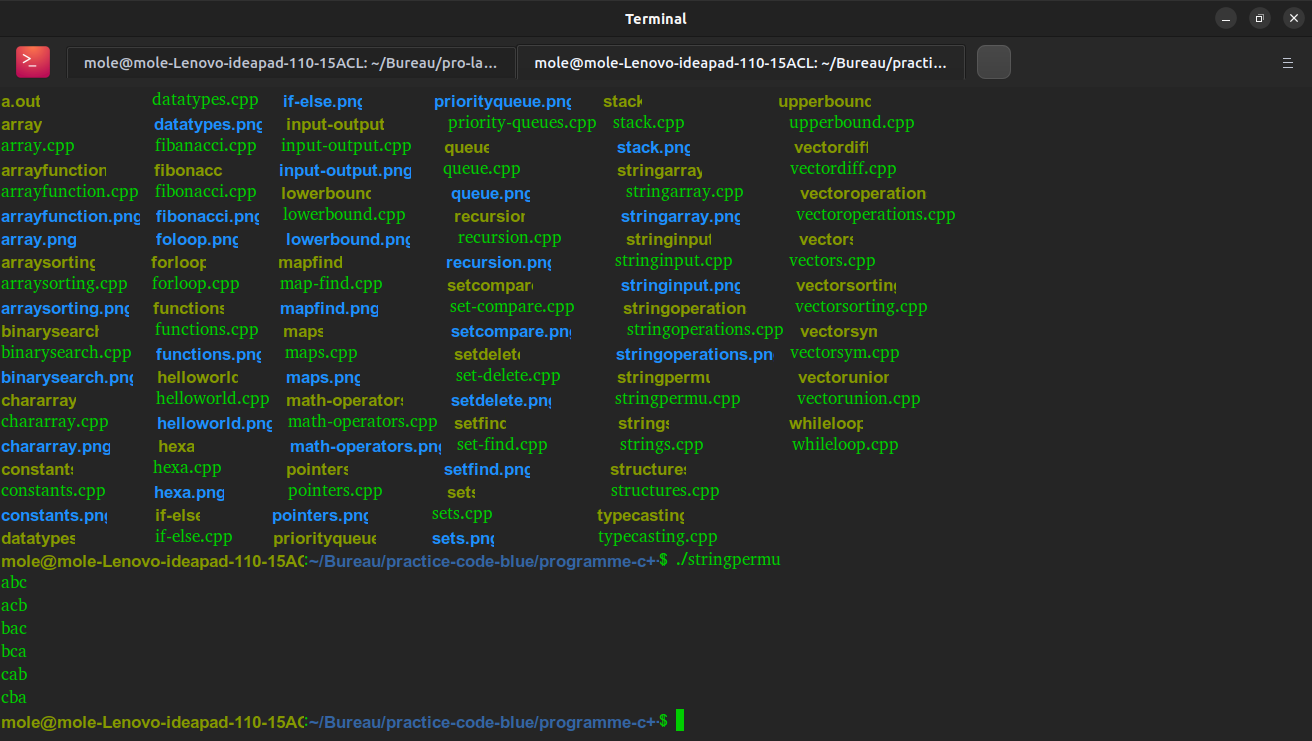 Terminal
mole@mole-Lenovo-ideapad-110-15ACL: ~/Bureau/pro-la... mole@mole-Lenovo-ideapad-110-15ACL: ~/Bureau/practi...
a.out datatypes.cpp if-else.png priorityqueue.png stack upperbound
array datatypes.png input-output priority-queues.cpp stack.cpp upperbound.cpp
array.cpp fibanacci.cpp input-output.cpp queue stack.png vectordiff
arrayfunction fibonacc input-output.png queue.cpp stringarray vectordiff.cpp
arrayfunction.cpp fibonacci.cpp lowerbound queue.png stringarray.cpp vectoroperation
arrayfunction.png fibonacci.png lowerbound.cpp recursion stringarray.png vectoroperations.cpp
array.png foloop.png lowerbound.png recursion.cpp stringinput vectors
arraysorting forloop mapfind recursion.png stringinput.cpp vectors.cpp
arraysorting.cpp forloop.cpp map-find.cpp setcompare stringinput.png vectorsorting
arraysorting.png functions mapfind.png set-compare.cpp stringoperation vectorsorting.cpp
binarysearch functions.cpp maps setcompare.png stringoperations.cpp vectorsym
binarysearch.cpp functions.png maps.cpp setdelete stringoperations.pn vectorsym.cpp
binarysearch.png helloworld maps.png set-delete.cpp stringpermu vectorunion
chararray helloworld.cpp math-operators setdelete.png stringpermu.cpp vectorunion.cpp
chararray.cpp helloworld.png math-operators.cpp setfind strings whileloop
chararray.png hexa math-operators.png set-find.cpp strings.cpp whileloop.cpp
constants hexa.cpp pointers setfind.png structures
constants.cpp hexa.png pointers.cpp sets structures.cpp
constants.png if-else pointers.png sets.cpp typecasting
datatypes if-else.cpp priorityqueue sets.png typecasting.cpp
mole@mole-Lenovo-ideapad-110-15AC:~/Bureau/practice-code-blue/programme-c+$ ./stringpermu
abc
acb
bac
bca
cab
cba
mole@mole-Lenovo-ideapad-110-15AC:~/Bureau/practice-code-blue/programme-c+$